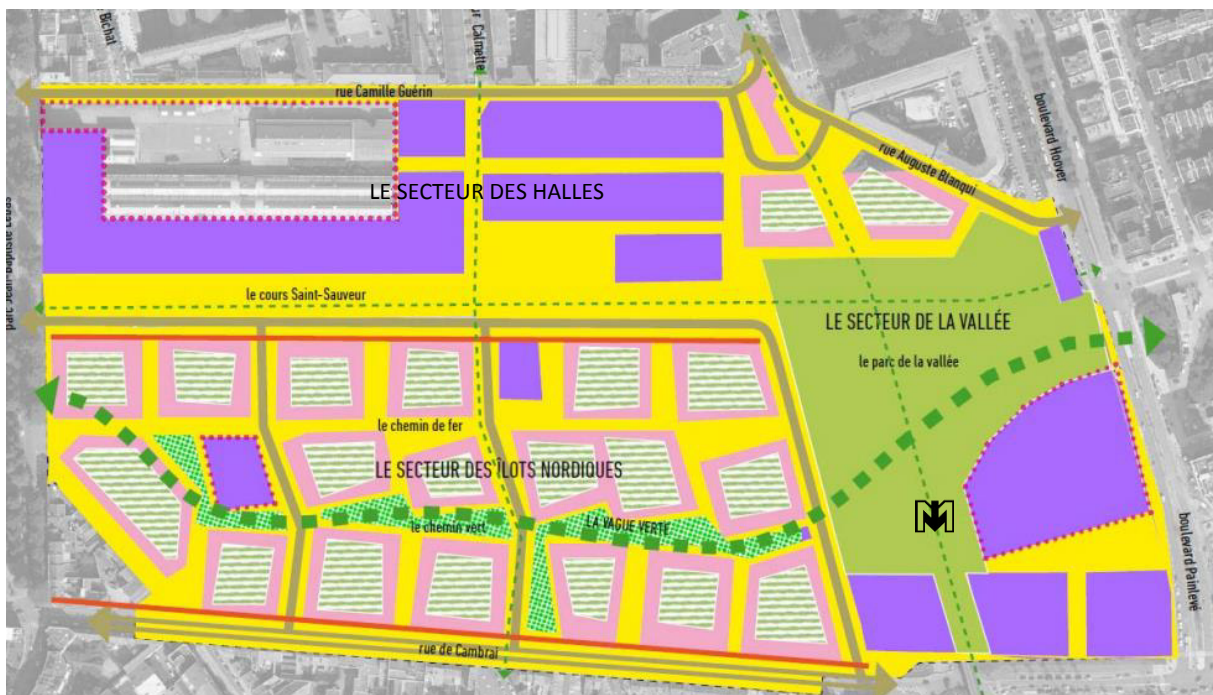 Bichat
Calmette
rue Camille Guérin
boulevard Hoover
rue Auguste Blanqui
LE SECTEUR DES HALLES
le cours Saint-Sauveur
LE SECTEUR DE LA VALLÉE
le parc de la vallée
le chemin de fer
LE SECTEUR DES ÎLOTS NORDIQUES
le chemin vert
LA VAGUE VERTE
M
boulevard Painlevé
rue de Cambrai